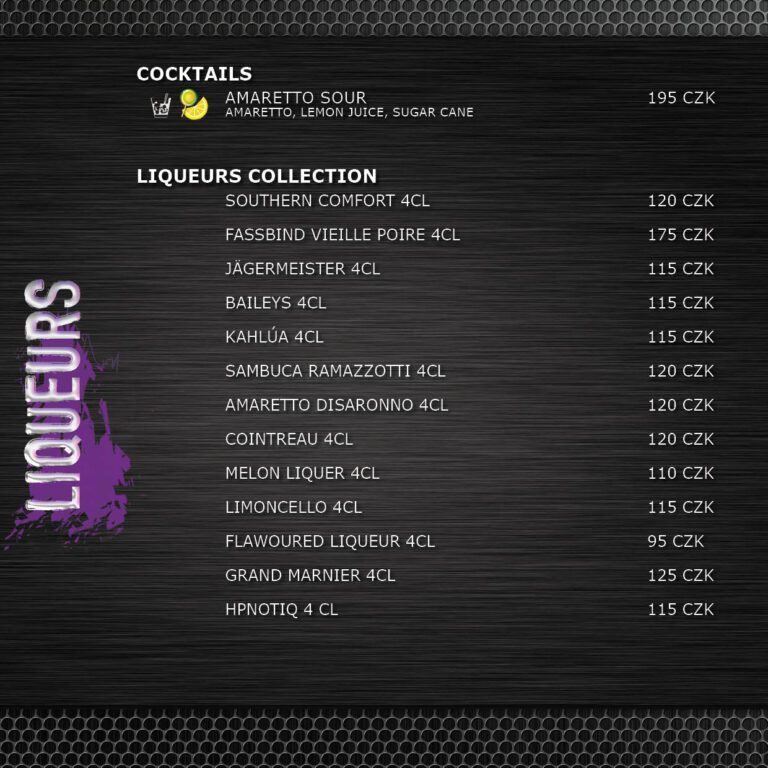 COCKTAILS
AMARETTO SOUR 195 CZK
AMARETTO, LEMON JUICE, SUGAR CANE
LIQUEURS COLLECTION
SOUTHERN COMFORT 4CL 120 CZK
FASSBIND VIEILLE POIRE 4CL 175 CZK
JÄGERMEISTER 4CL 115 CZK
BAILEYS 4CL 115 CZK
KAHLÚA 4CL 115 CZK
SAMBUCA RAMAZZOTTI 4CL 120 CZK
AMARETTO DISARONNO 4CL 120 CZK
COINTREAU 4CL 120 CZK
MELON LIQUER 4CL 110 CZK
LIMONCELLO 4CL 115 CZK
FLAWOURED LIQUEUR 4CL 95 CZK
GRAND MARNIER 4CL 125 CZK
HPNOTIQ 4 CL 115 CZK
LIQUEURS